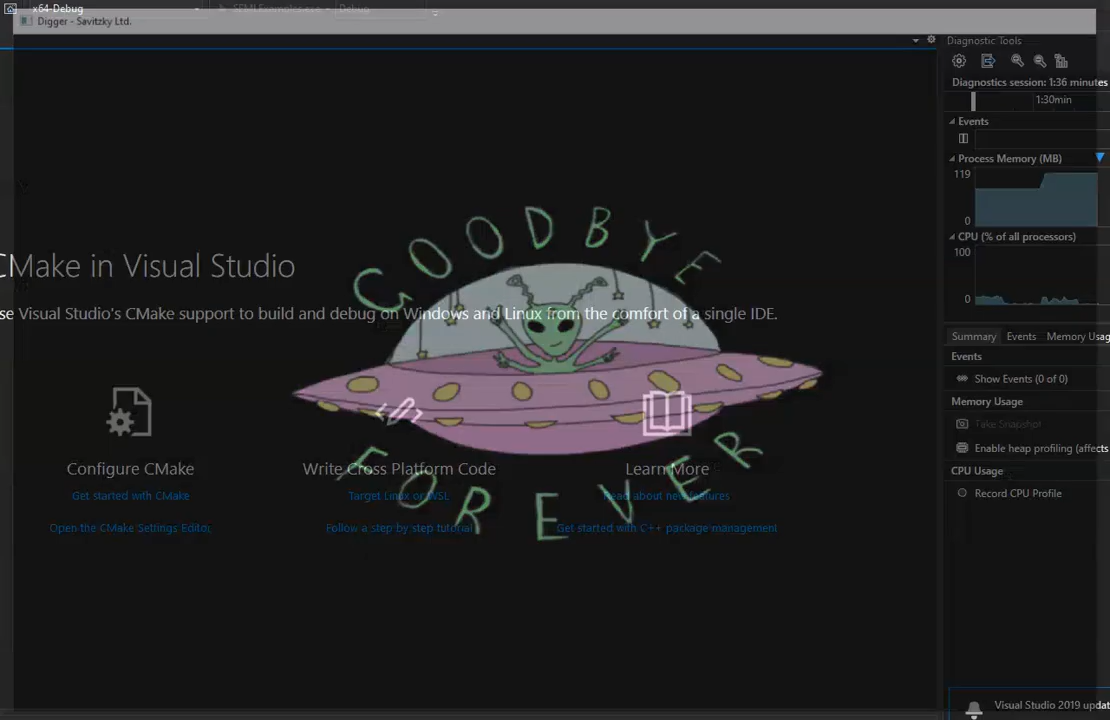 x64-Debug
SEMLExamples.exe
Debug
Digger - Savitzky Ltd.
Diagnostic Tools
Diagnostics session: 1:36 minutes
1:30min
Events
Process Memory (MB)
119
0
CPU (% of all processors)
100
0
Summary Events Memory Usag
Events
Show Events (0 of 0)
Memory Usage
Take Snapshot
Enable heap profiling (affects
CPU Usage
Record CPU Profile
GOODBYE
CMake in Visual Studio
se Visual Studio's CMake support to build and debug on Windows and Linux from the comfort of a single IDE.
Configure CMake
Get started with CMake
Open the CMake Settings Editor
Write Cross Platform Code
Target Linux or WSL
Follow a step by step tutorial
Learn More
Read about new features
Get started with C++ package management
FOREVER
Visual Studio 2019 updat